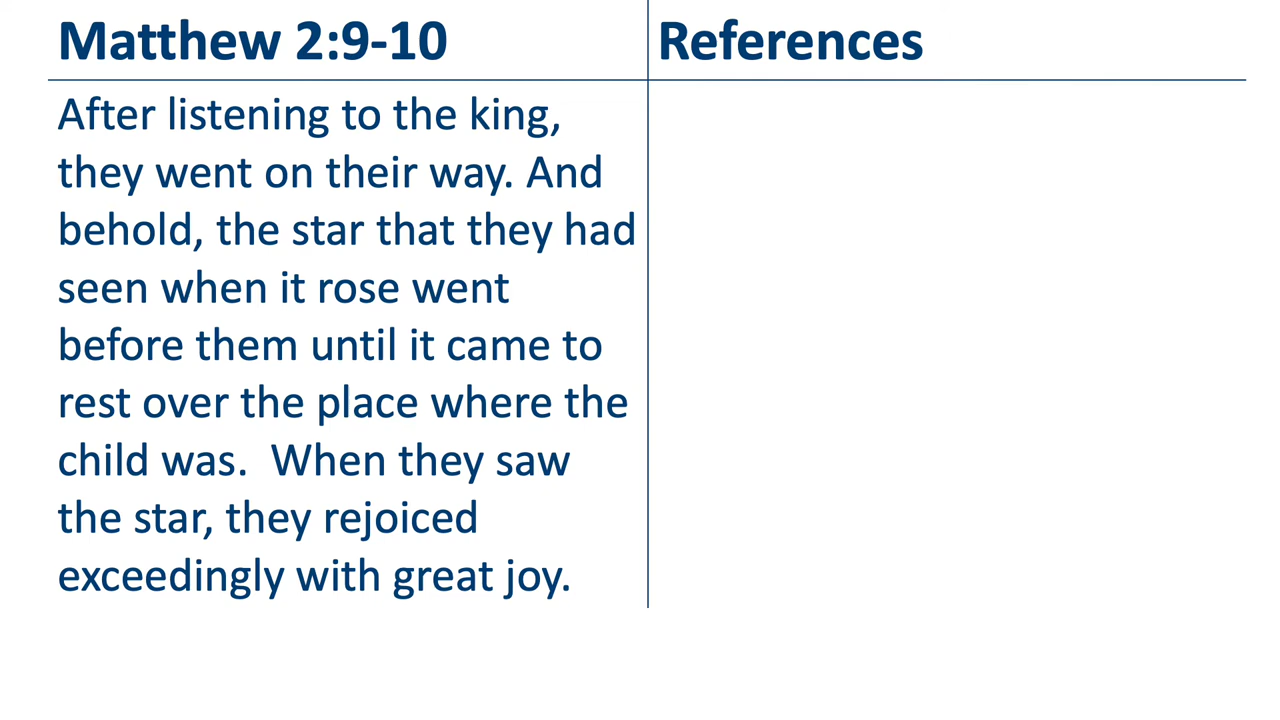 Matthew 2:9-10
References
After listening to the king,
they went on their way. And
behold, the star that they had
seen when it rose went
before them until it came to
rest over the place where the
child was.  When they saw
the star, they rejoiced
exceedingly with great joy.